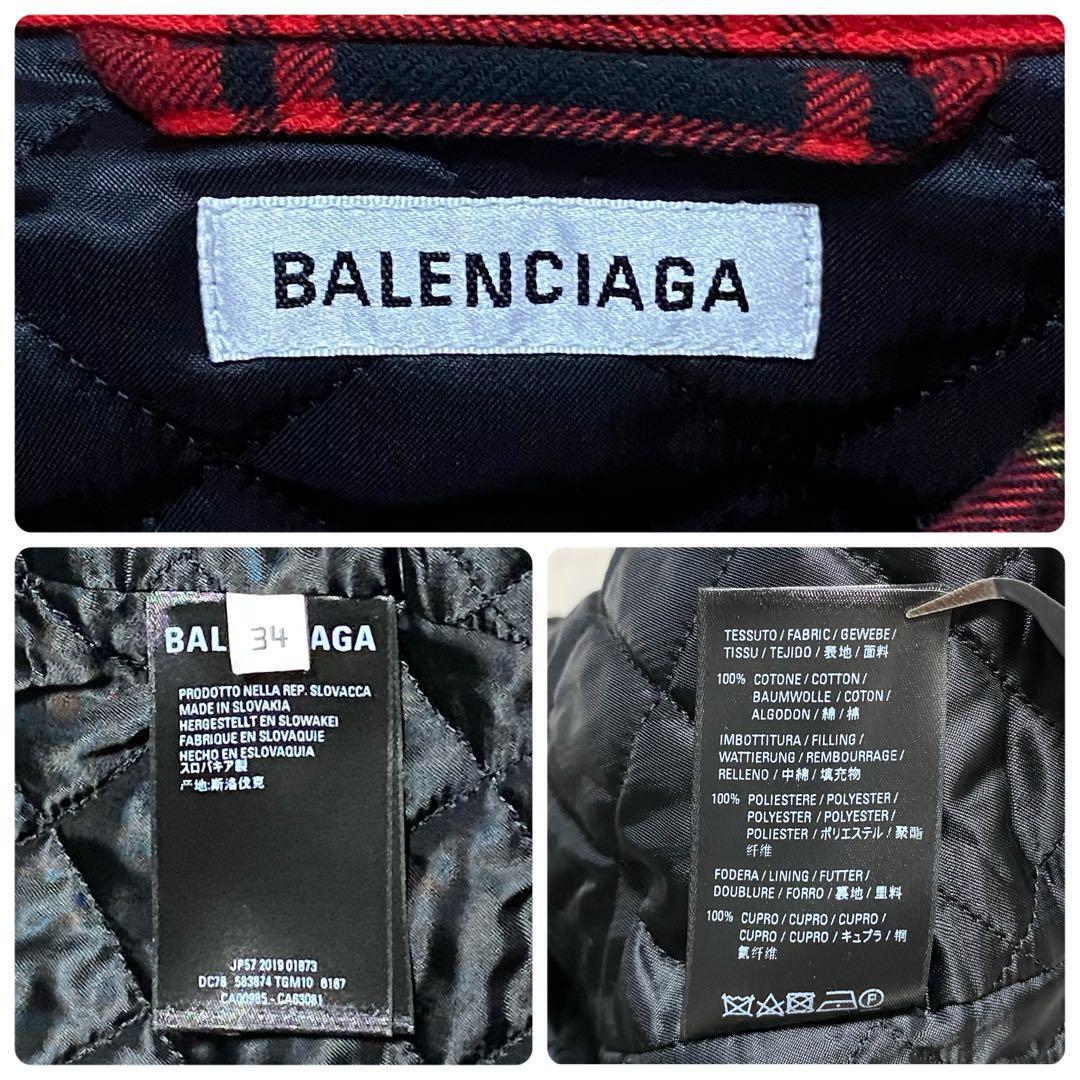 BALENCIAGA
BAL 34 IAGA
PRODOTTO NELLA REP. SLOVACCA
MADE IN SLOVAKIA
HERGESTELLT EN SLOWAKEI
FABRIQUE EN SLOVAQUIE
HECHO EN ESLOVAQUIA
スロバキア製
产地:斯洛伐克
JP57 2019 01873
DC78 583874 TGM10 6187
CA00985 - CA63081
TESSUTO / FABRIC / GEWEBE /
TISSU / TEJIDO / 表地 / 面料
100% COTONE / COTTON /
BAUMWOLLE / COTON /
ALGODON / 綿 / 棉
IMBOTTITURA / FILLING /
WATTIERUNG / REMBOURRAGE /
RELLENO / 中綿 / 填充物
100% POLIESTERE / POLYESTER /
POLYESTER / POLYESTER /
POLIESTER / ポリエステル / 聚酯
纤维
FODERA / LINING / FUTTER /
DOUBLURE / FORRO / 裏地 / 里料
100% CUPRO / CUPRO / CUPRO /
CUPRO / CUPRO / キュプラ / 铜
氨纤维
F